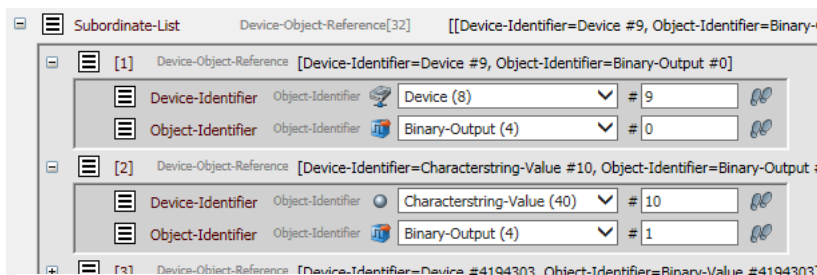 Subordinate-List Device-Object-Reference[32] [[Device-Identifier=Device #9, Object-Identifier=Binary-
[1] Device-Object-Reference [Device-Identifier=Device #9, Object-Identifier=Binary-Output #0]
Device-Identifier Object-Identifier Device (8) # 9
Object-Identifier Object-Identifier Binary-Output (4) # 0
[2] Device-Object-Reference [Device-Identifier=Characterstring-Value #10, Object-Identifier=Binary-Output #
Device-Identifier Object-Identifier Characterstring-Value (40) # 10
Object-Identifier Object-Identifier Binary-Output (4) # 1
[3] Device-Object-Reference [Device-Identifier=Device #4194303, Object-Identifier=Binary-Value #4194303]